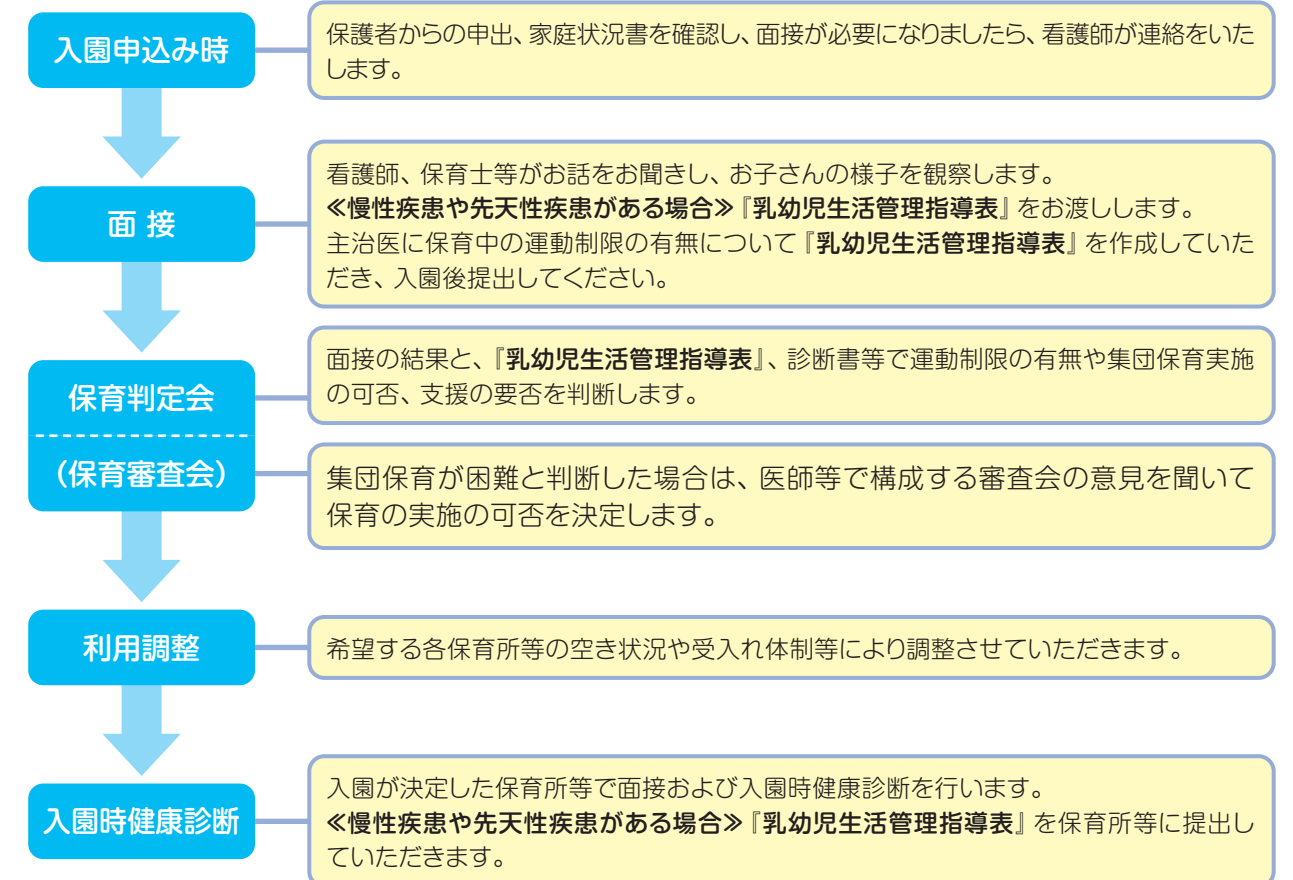 入園申込み時
保護者からの申出、家庭状況書を確認し、面接が必要になりましたら、看護師が連絡をいた
します。
面 接
看護師、保育士等がお話をお聞きし、お子さんの様子を観察します。
≪慢性疾患や先天性疾患がある場合≫『乳幼児生活管理指導表』をお渡しします。
主治医に保育中の運動制限の有無について『乳幼児生活管理指導表』を作成していた
だき、入園後提出してください。
保育判定会
面接の結果と、『乳幼児生活管理指導表』、診断書等で運動制限の有無や集団保育実施
の可否、支援の要否を判断します。
(保育審査会)
集団保育が困難と判断した場合は、医師等で構成する審査会の意見を聞いて
保育の実施の可否を決定します。
利用調整
希望する各保育所等の空き状況や受入れ体制等により調整させていただきます。
入園時健康診断
入園が決定した保育所等で面接および入園時健康診断を行います。
≪慢性疾患や先天性疾患がある場合≫『乳幼児生活管理指導表』を保育所等に提出し
ていただきます。